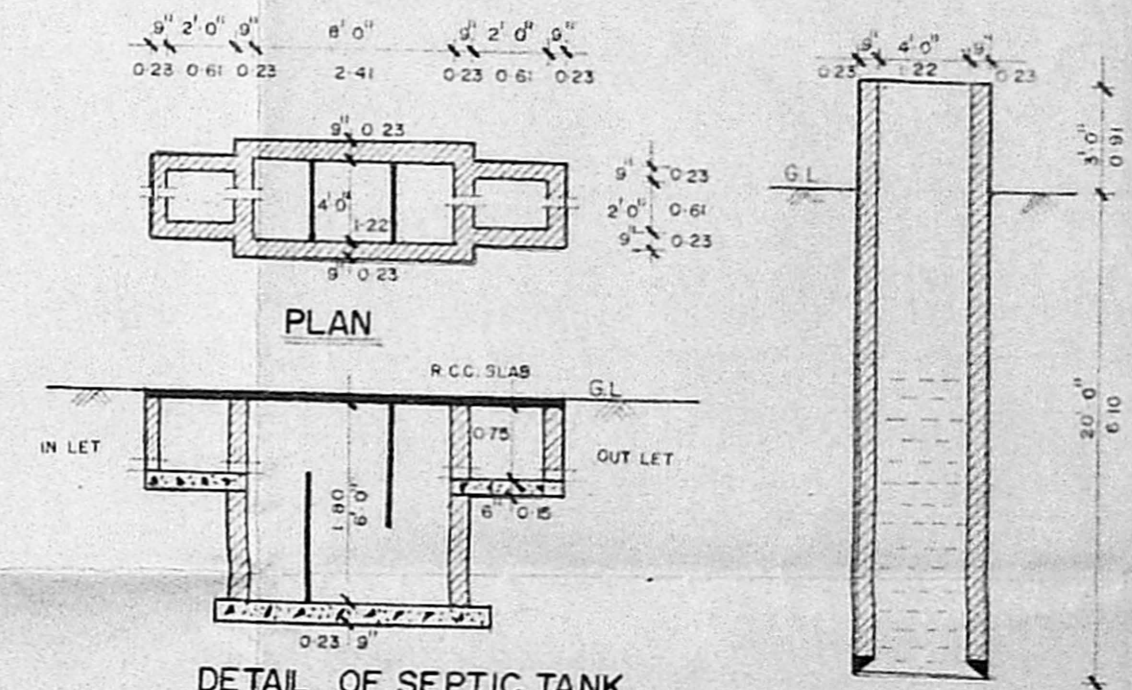 9" 2'0" 9" 8'0" 9" 2'0" 9"
0.23 0.61 0.23 2.41 0.23 0.61 0.23
9" 0.23
4'0"
1.22
9" 0.23
9" 0.23
2'0" 0.61
9" 0.23
PLAN
R.C.C. SLAB
G.L
IN LET
0.75
OUT LET
1.80
6'0"
6" 0.15
0.23 9"
DETAIL OF SEPTIC TANK
9" 4'0" 9"
0.23 1.22 0.23
3'0"
0.91
G.L
20'0"
6.10